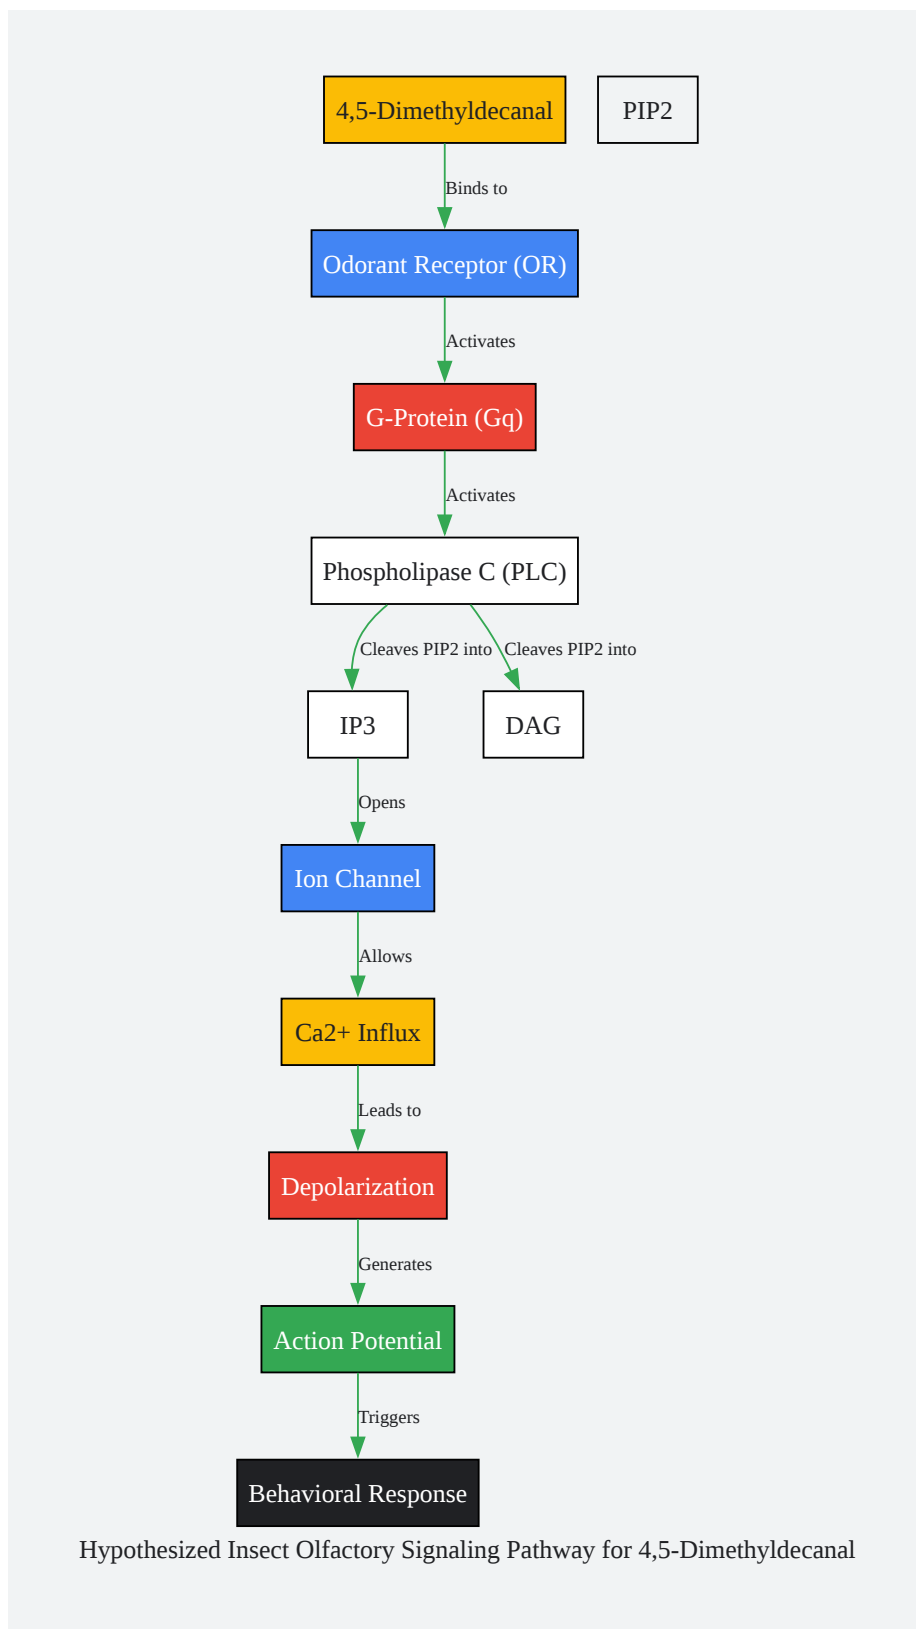 4,5-Dimethyldecanal
PIP2
Binds to
Odorant Receptor (OR)
Activates
G-Protein (Gq)
Activates
Phospholipase C (PLC)
Cleaves PIP2 into
Cleaves PIP2 into
IP3
DAG
Opens
Ion Channel
Allows
Ca2+ Influx
Leads to
Depolarization
Generates
Action Potential
Triggers
Behavioral Response
Hypothesized Insect Olfactory Signaling Pathway for 4,5-Dimethyldecanal